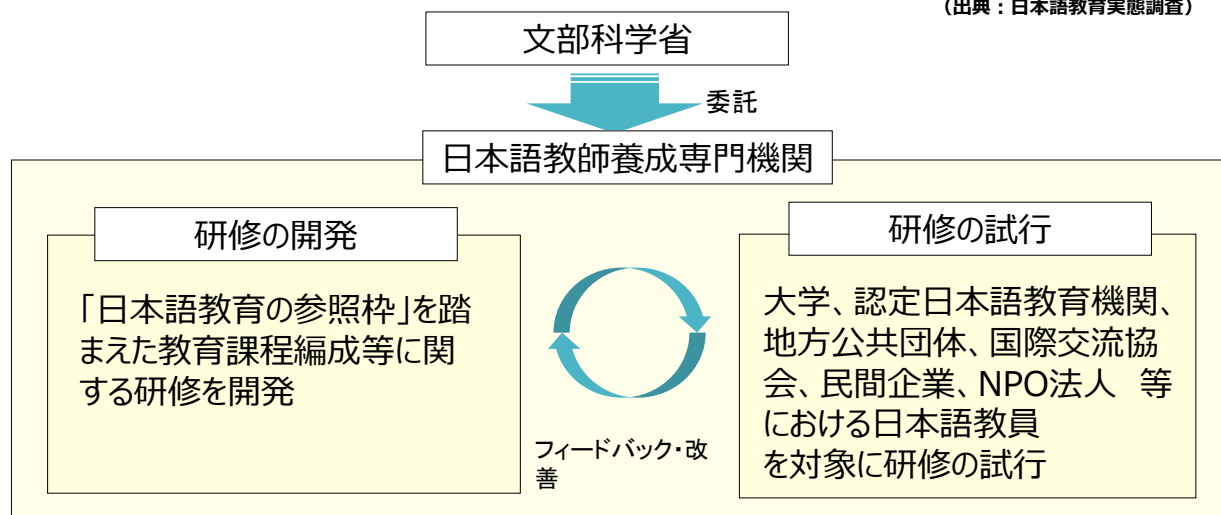 （出典：日本語教育実態調査）
文部科学省
委託
日本語教師養成専門機関
研修の開発
「日本語教育の参照枠」を踏
まえた教育課程編成等に関
する研修を開発
フィードバック・改
善
研修の試行
大学、認定日本語教育機関、
地方公共団体、国際交流協
会、民間企業、NPO法人　等
における日本語教員
を対象に研修の試行